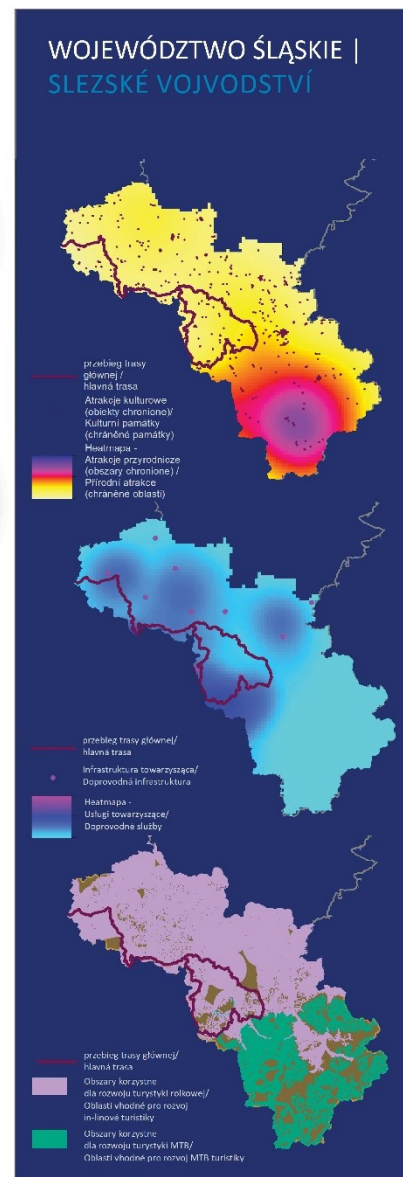 WOJEWÓDZTWO ŚLĄSKIE |
SLEZSKÉ VOJVODSTVÍ
przebieg trasy
głównej /
hlavná trasa
Atrakcje kulturowe
(obiekty chronione)/
Kulturni památky
(chráněné památky)
Heatmapa -
Atrakcje przyrodnicze
(obszary chronione) /
Přírodní atrakce
(chráněne oblasti)
przebieg trasy głównej/
hlavná trasa
Infrastruktura towarzysząca/
Doprovodná infrastruktura
Heatmapa -
Usługi towarzyszące/
Doprovodne služby
przebieg trasy głównej/
hlavná trasa
Obszary korzystne
dla rozwoju turystyki rolkowej/
Oblasti vhodné pro rozvoj
in-linové turistiky
Obszary korzystne
dla rozwoju turystyki MTB/
Oblasti vhodné pro rozvoj MTB turistiky